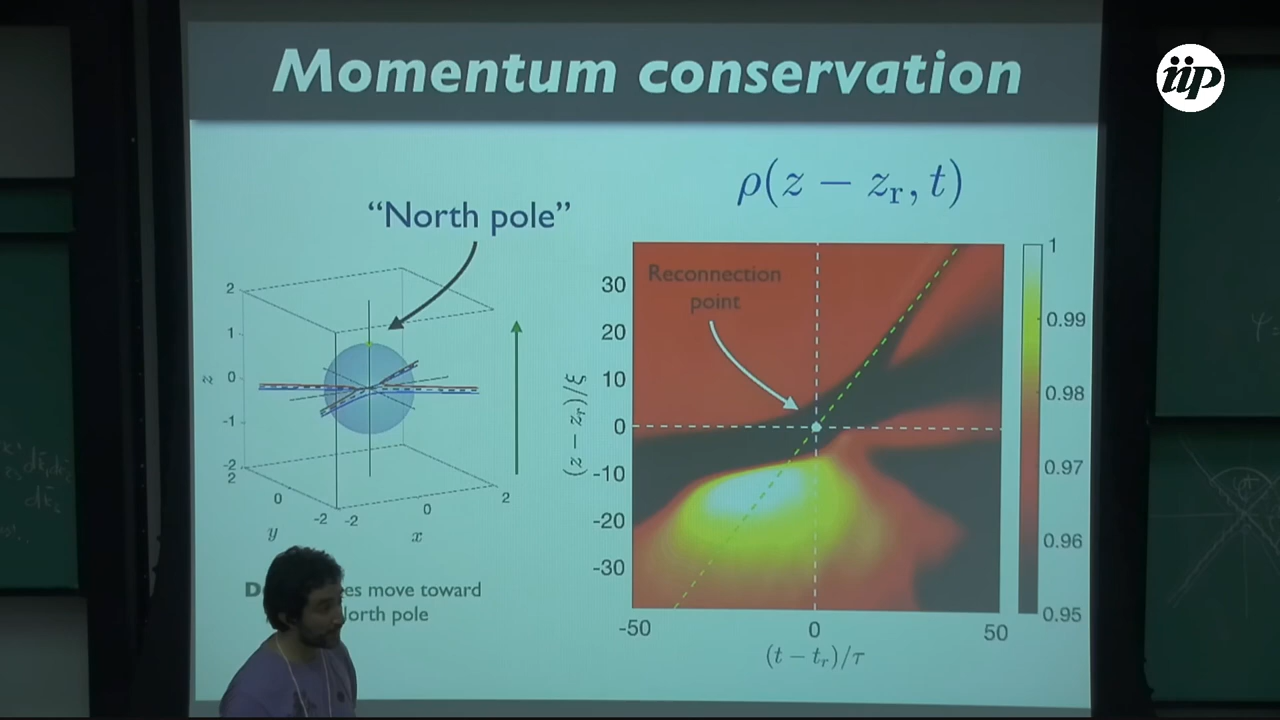 Momentum conservation
iip
ρ(z − z_r, t)
“North pole”
2
1
0
-1
-2
z
2
0
-2
y
-2
0
2
x
Reconnection
point
30
20
10
0
-10
-20
-30
(z − z_r)/ξ
-50
0
50
(t − t_r)/τ
1
0.99
0.98
0.97
0.96
0.95
move toward
pole